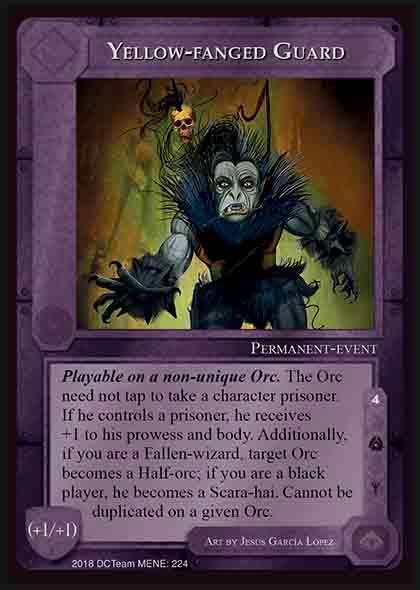 Yellow-fanged Guard
Permanent-event
Playable on a non-unique Orc. The Orc
need not tap to take a character prisoner.
If he controls a prisoner, he receives
+1 to his prowess and body. Additionally,
if you are a Fallen-wizard, target Orc
becomes a Half-orc; if you are a black
player, he becomes a Scara-hai. Cannot be
duplicated on a given Orc.
4
(+1/+1)
Art by Jesus García Lopez
2018 DCTeam MENE: 224